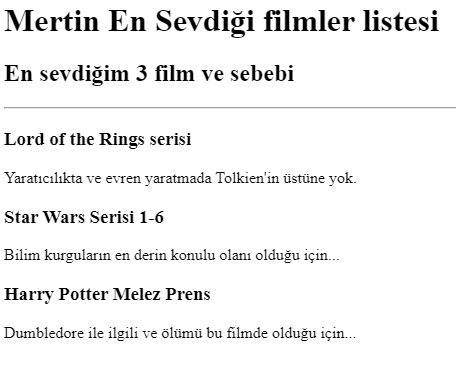 Mertin En Sevdiği filmler listesi
En sevdiğim 3 film ve sebebi
Lord of the Rings serisi
Yaratıcılıkta ve evren yaratmada Tolkien'in üstüne yok.
Star Wars Serisi 1-6
Bilim kurguların en derin konulu olanı olduğu için...
Harry Potter Melez Prens
Dumbledore ile ilgili ve ölümü bu filmde olduğu için...